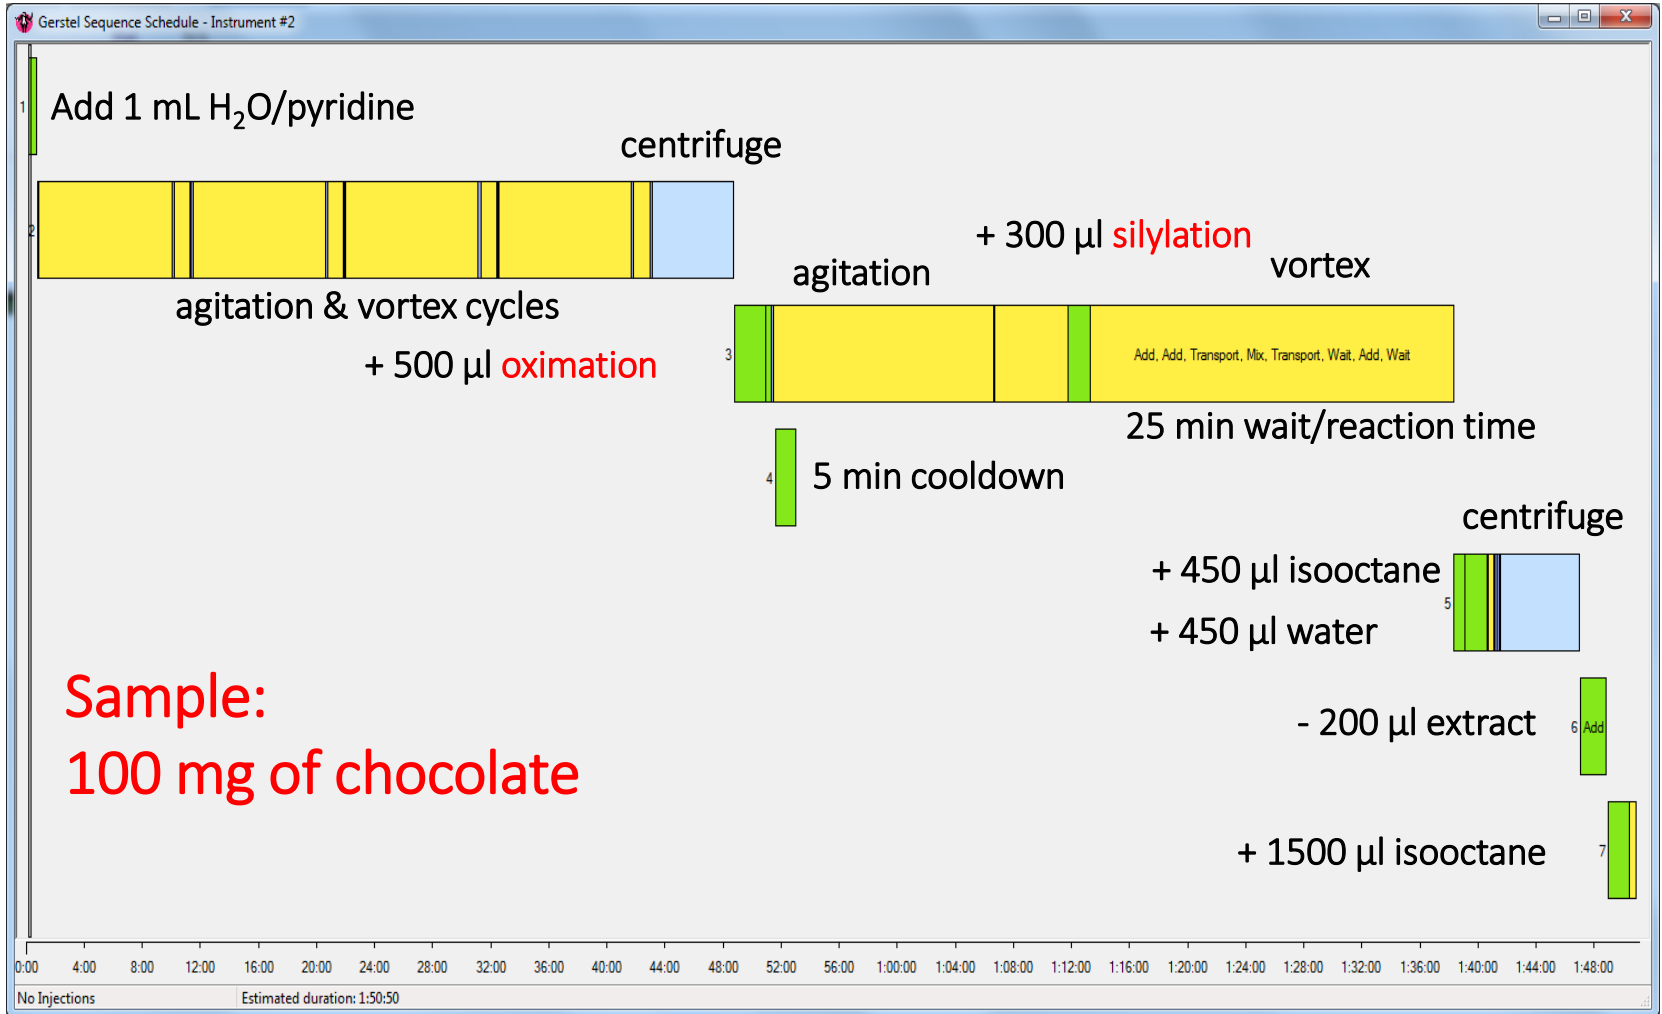 Gerstel Sequence Schedule - Instrument #2
1
Add 1 mL H₂O/pyridine
centrifuge
2
agitation & vortex cycles
+ 300 µl silylation
vortex
agitation
+ 500 µl oximation
3
Add, Add, Transport, Mix, Transport, Wait, Add, Wait
25 min wait/reaction time
4
5 min cooldown
centrifuge
+ 450 µl isooctane
5
+ 450 µl water
Sample:
100 mg of chocolate
- 200 µl extract
6 Add
+ 1500 µl isooctane
7
0:00 4:00 8:00 12:00 16:00 20:00 24:00 28:00 32:00 36:00 40:00 44:00 48:00 52:00 56:00 1:00:00 1:04:00 1:08:00 1:12:00 1:16:00 1:20:00 1:24:00 1:28:00 1:32:00 1:36:00 1:40:00 1:44:00 1:48:00
No Injections Estimated duration: 1:50:50